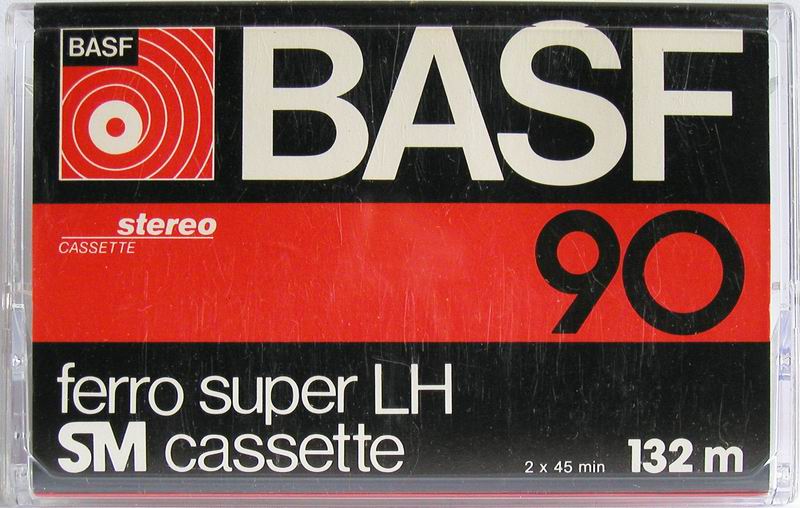 BASF
BASF
stereo
CASSETTE
90
ferro super LH
SM cassette
2 x 45 min
132 m